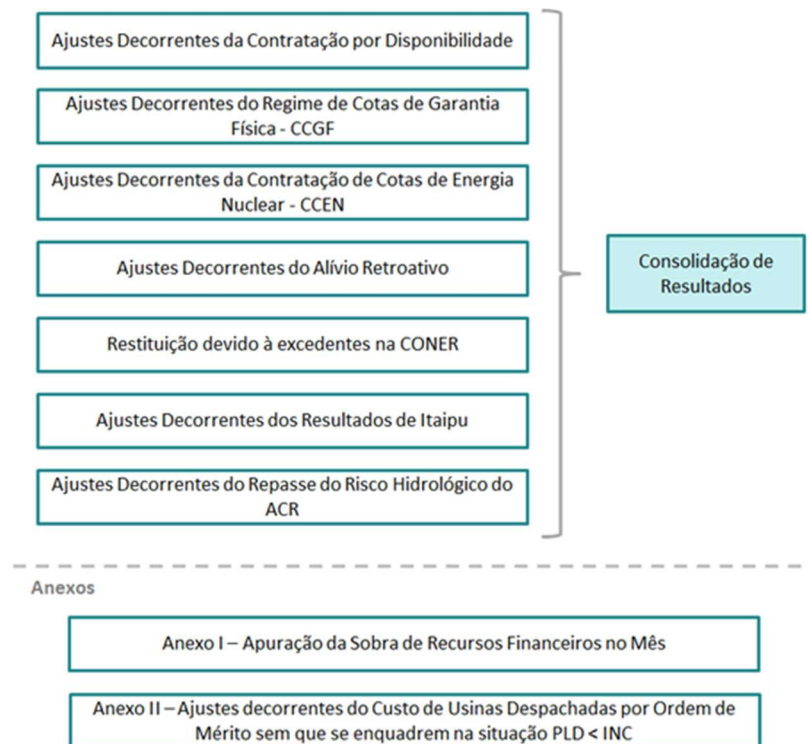 Ajustes Decorrentes da Contratação por Disponibilidade
Ajustes Decorrentes do Regime de Cotas de Garantia
Física - CCGF
Ajustes Decorrentes da Contratação de Cotas de Energia
Nuclear - CCEN
Ajustes Decorrentes do Alívio Retroativo
Restituição devido à excedentes na CONER
Ajustes Decorrentes dos Resultados de Itaipu
Ajustes Decorrentes do Repasse do Risco Hidrológico do
ACR
Consolidação de
Resultados
Anexos
Anexo I – Apuração da Sobra de Recursos Financeiros no Mês
Anexo II – Ajustes decorrentes do Custo de Usinas Despachadas por Ordem de
Mérito sem que se enquadrem na situação PLD < INC